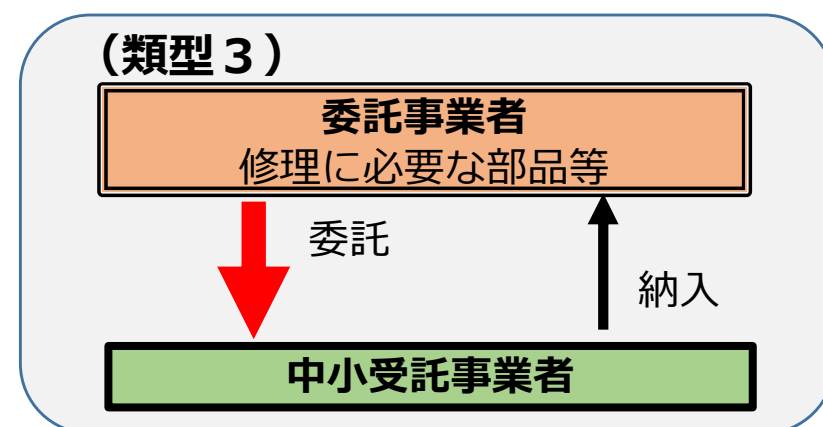 （類型３）
委託事業者
修理に必要な部品等
委託
納入
中小受託事業者